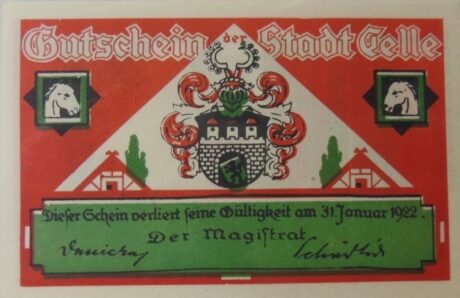 Gutschein der Stadt Celle
Dieser Schein verliert seine Gültigkeit am 31. Januar 1922.
Der Magistrat